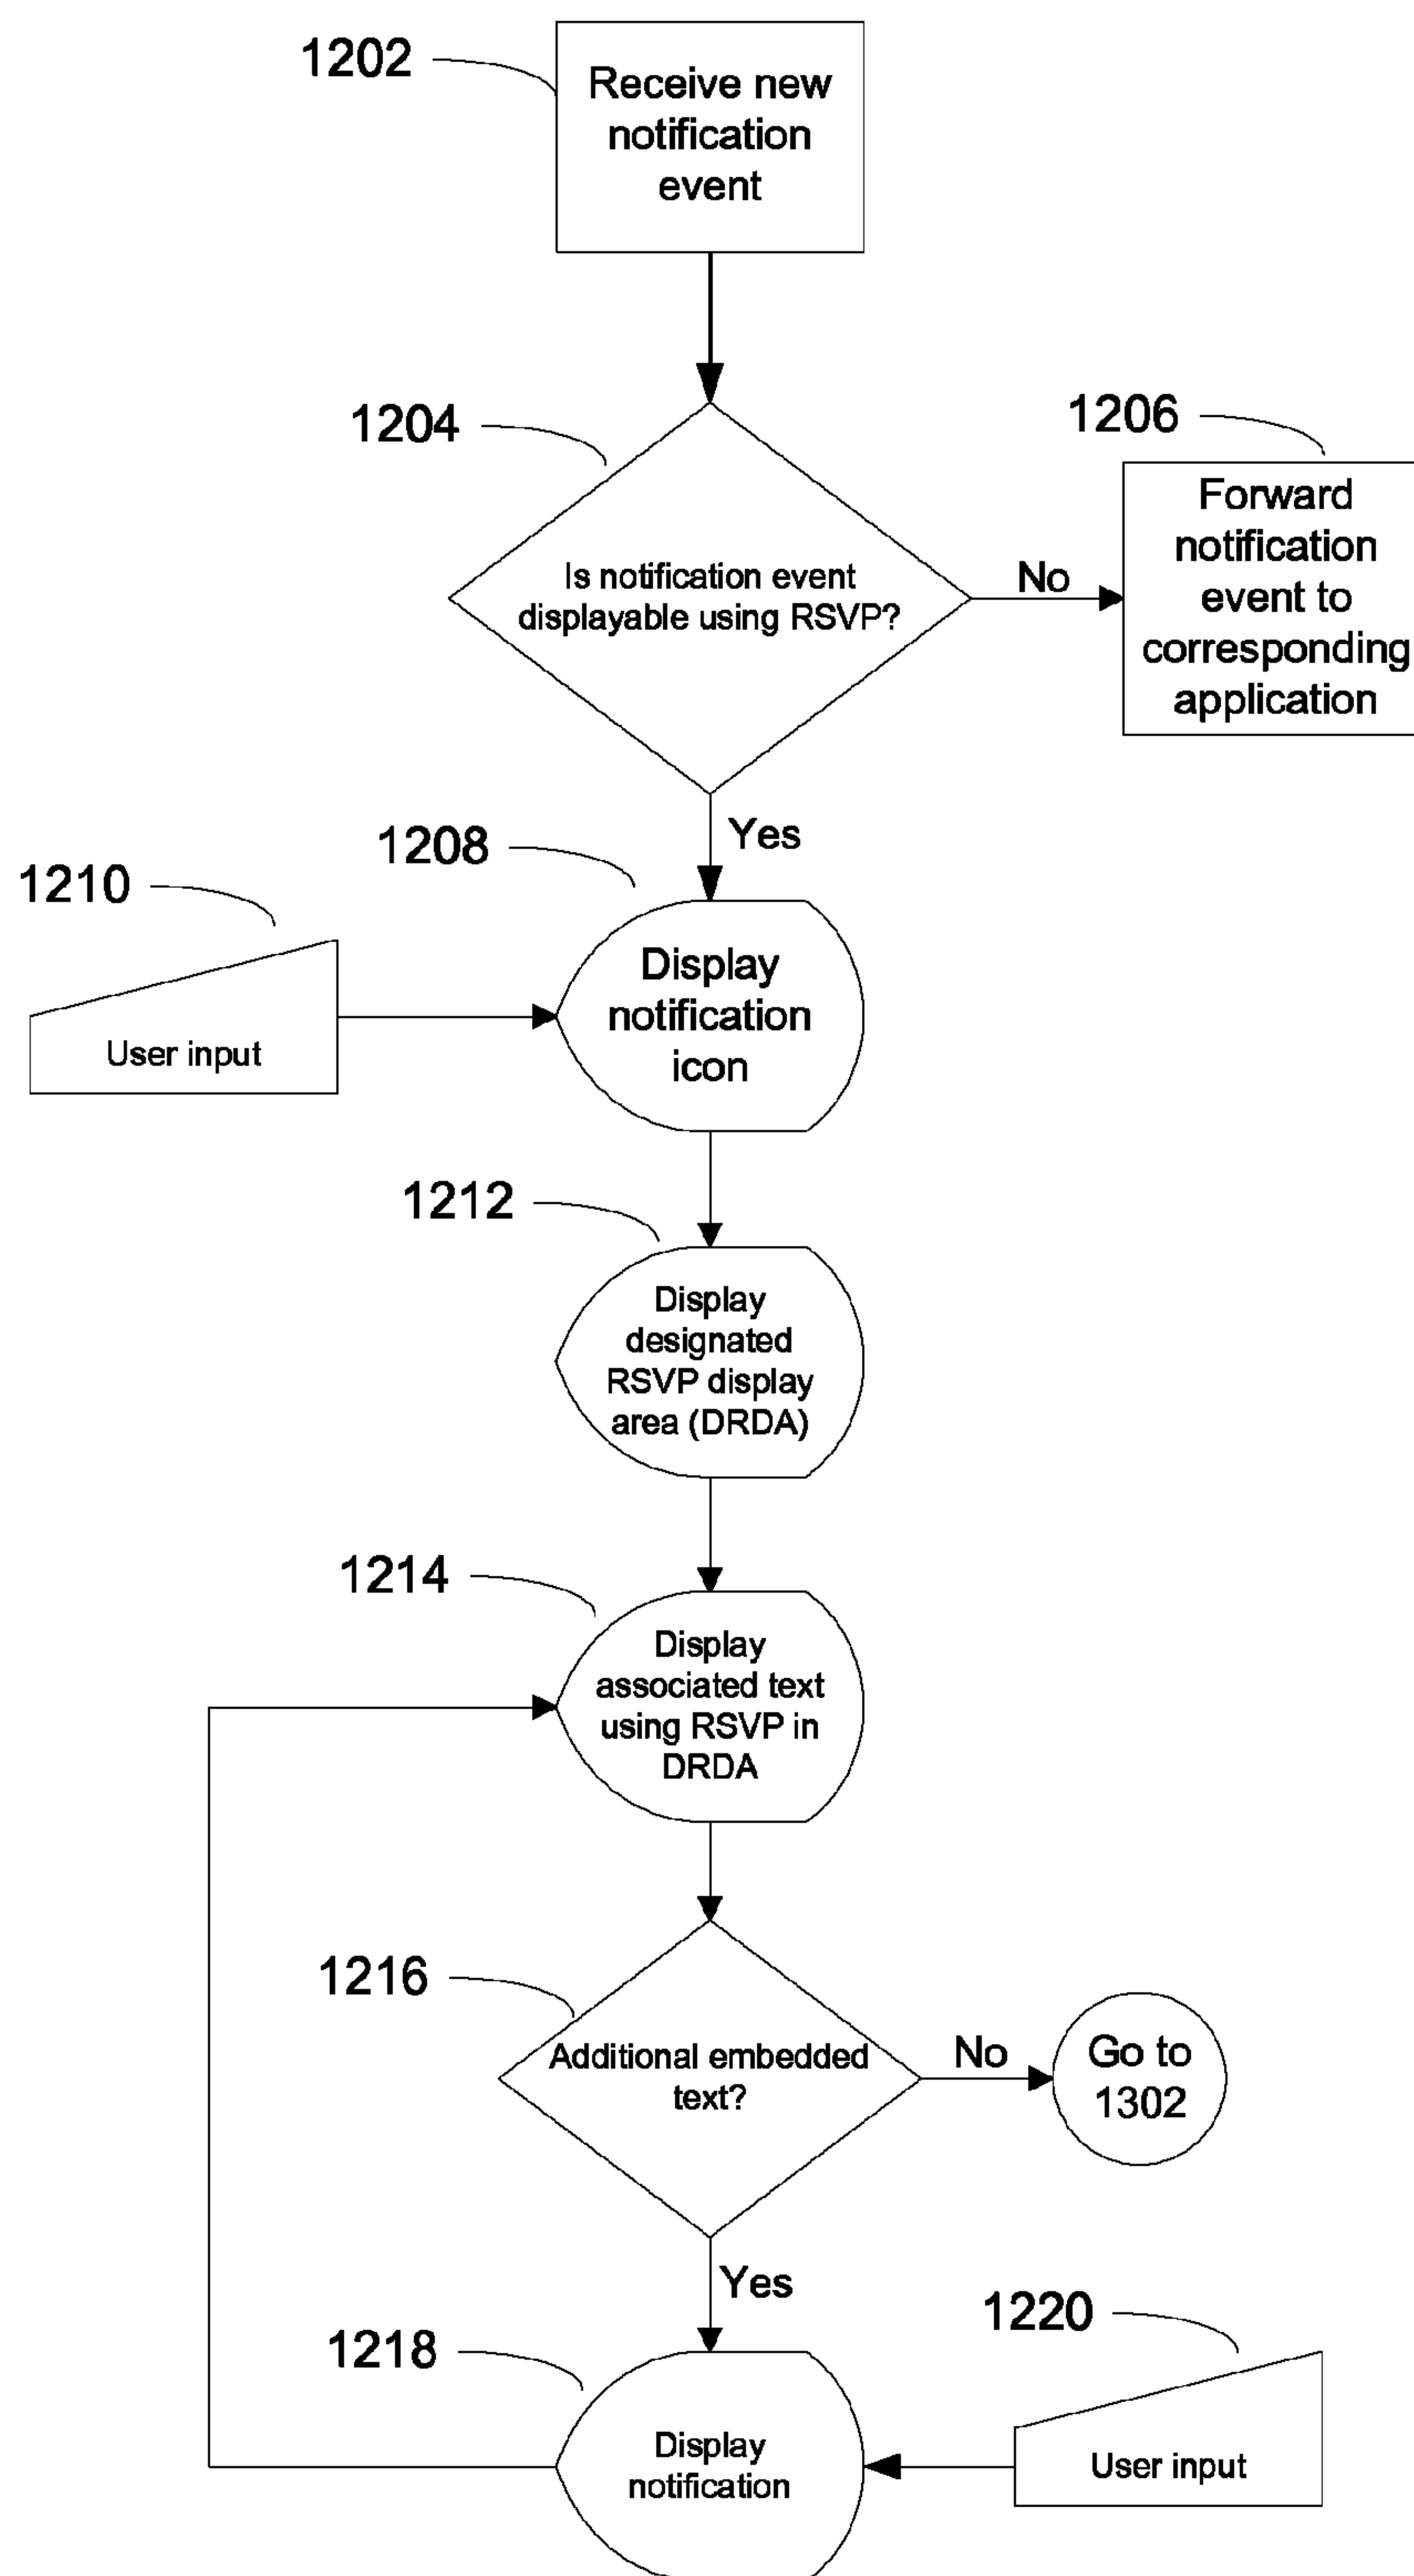 1202
Receive new
notification
event
1204
Is notification event
displayable using RSVP?
No
1206
Forward
notification
event to
corresponding
application
Yes
1208
Display
notification
icon
1210
User input
1212
Display
designated
RSVP display
area (DRDA)
1214
Display
associated text
using RSVP in
DRDA
1216
Additional embedded
text?
No
Go to
1302
Yes
1218
Display
notification
1220
User input